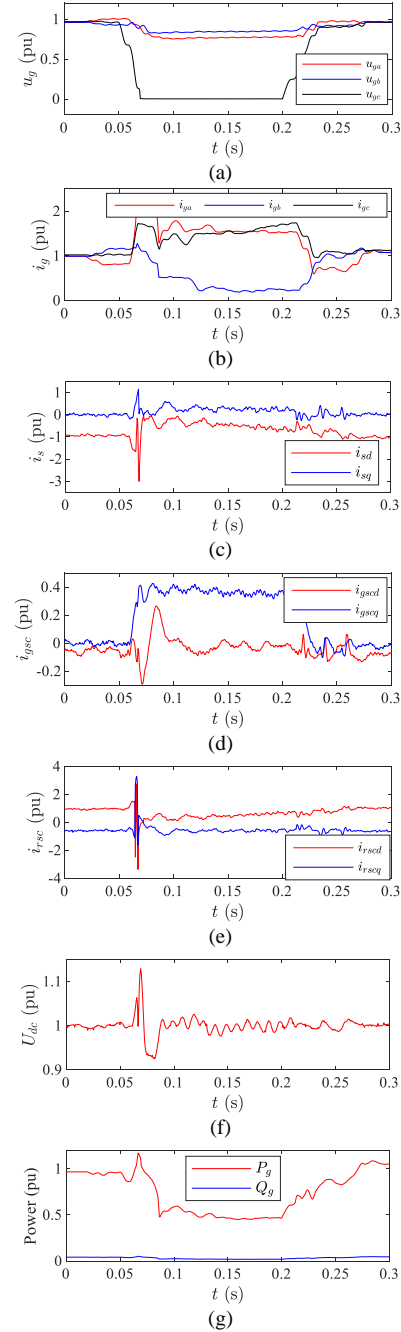 u_g (pu)
1
0.5
0
u_ga
u_gb
u_gc
0 0.05 0.1 0.15 0.2 0.25 0.3
t (s)
(a)
i_g (pu)
2
1
0
i_ga i_gb i_gc
0 0.05 0.1 0.15 0.2 0.25 0.3
t (s)
(b)
i_s (pu)
1
0
-1
-2
-3
i_sd
i_sq
0 0.05 0.1 0.15 0.2 0.25 0.3
t (s)
(c)
i_gsc (pu)
0.4
0.2
0
-0.2
i_gscd
i_gscq
0 0.05 0.1 0.15 0.2 0.25 0.3
t (s)
(d)
i_rsc (pu)
4
2
0
-2
-4
i_rscd
i_rscq
0 0.05 0.1 0.15 0.2 0.25 0.3
t (s)
(e)
U_dc (pu)
1.1
1
0.9
0 0.05 0.1 0.15 0.2 0.25 0.3
t (s)
(f)
Power (pu)
1
0.5
0
P_g
Q_g
0 0.05 0.1 0.15 0.2 0.25 0.3
t (s)
(g)